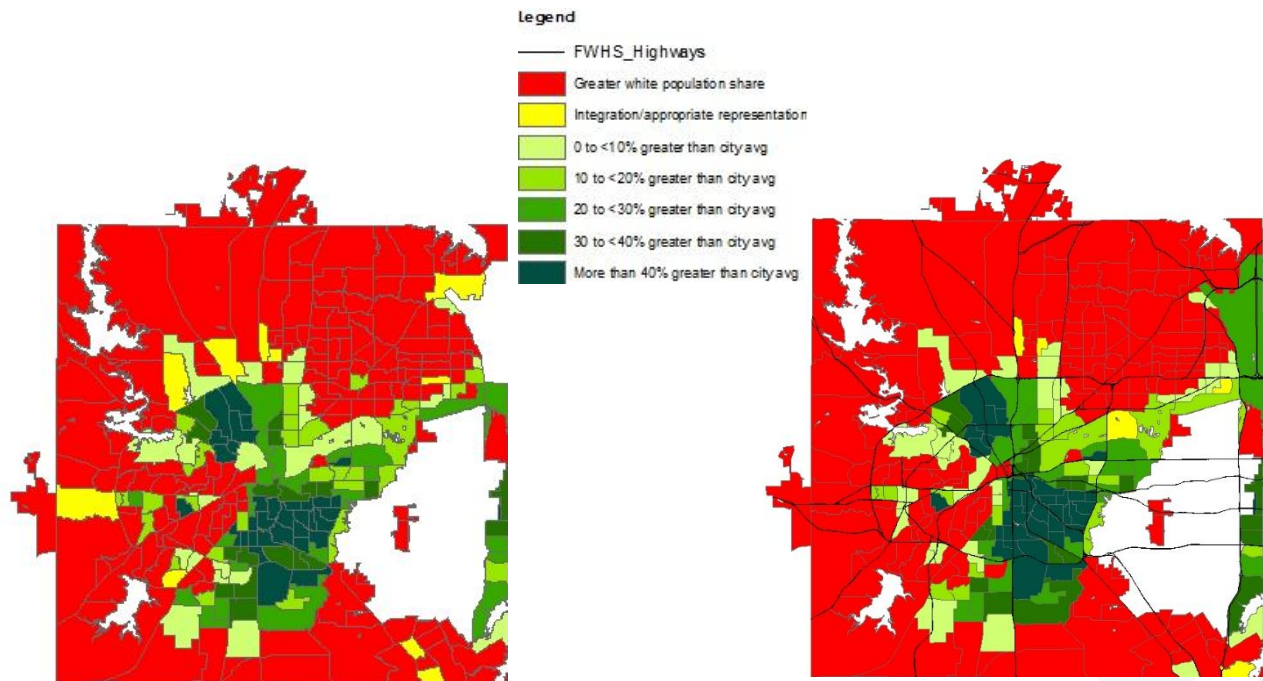 Legend
FWHS_Highways
Greater white population share
Integration/appropriate representation
0 to <10% greater than city avg
10 to <20% greater than city avg
20 to <30% greater than city avg
30 to <40% greater than city avg
More than 40% greater than city avg